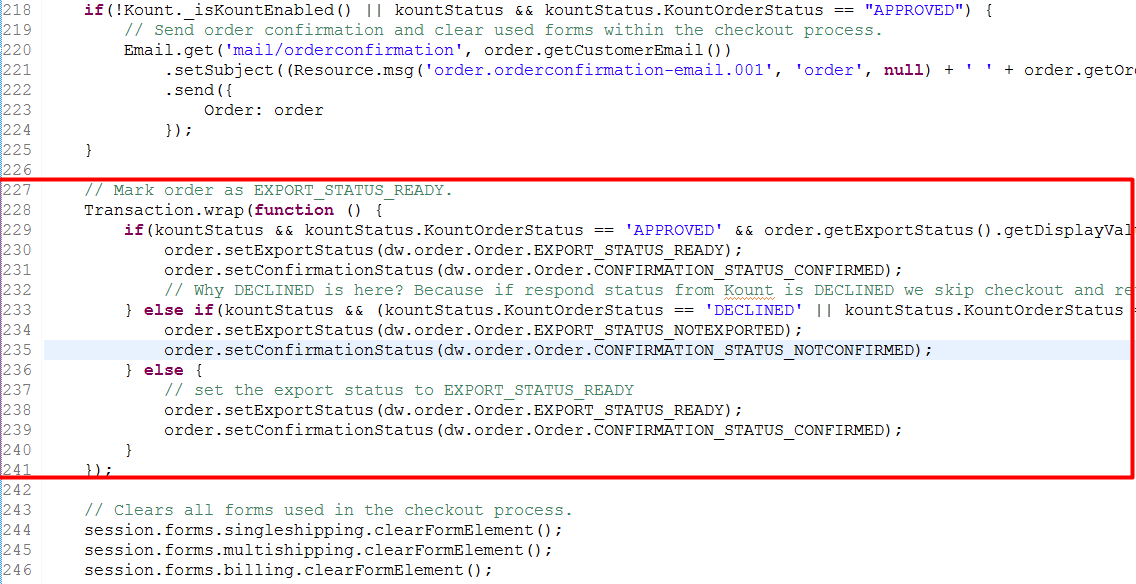 218 if(!Kount._isKountEnabled() || kountStatus && kountStatus.KountOrderStatus == "APPROVED") {
219 // Send order confirmation and clear used forms within the checkout process.
220 Email.get('mail/orderconfirmation', order.getCustomerEmail())
221 .setSubject((Resource.msg('order.orderconfirmation-email.001', 'order', null) + ' ' + order.getOr
222 .send({
223 Order: order
224 });
225 }
226
227 // Mark order as EXPORT_STATUS_READY.
228 Transaction.wrap(function () {
229 if(kountStatus && kountStatus.KountOrderStatus == 'APPROVED' && order.getExportStatus().getDisplayVal
230 order.setExportStatus(dw.order.Order.EXPORT_STATUS_READY);
231 order.setConfirmationStatus(dw.order.Order.CONFIRMATION_STATUS_CONFIRMED);
232 // Why DECLINED is here? Because if respond status from Kount is DECLINED we skip checkout and re
233 } else if(kountStatus && (kountStatus.KountOrderStatus == 'DECLINED' || kountStatus.KountOrderStatus =
234 order.setExportStatus(dw.order.Order.EXPORT_STATUS_NOTEXPORTED);
235 order.setConfirmationStatus(dw.order.Order.CONFIRMATION_STATUS_NOTCONFIRMED);
236 } else {
237 // set the export status to EXPORT_STATUS_READY
238 order.setExportStatus(dw.order.Order.EXPORT_STATUS_READY);
239 order.setConfirmationStatus(dw.order.Order.CONFIRMATION_STATUS_CONFIRMED);
240 }
241 });
242
243 // Clears all forms used in the checkout process.
244 session.forms.singleshipping.clearFormElement();
245 session.forms.multishipping.clearFormElement();
246 session.forms.billing.clearFormElement();